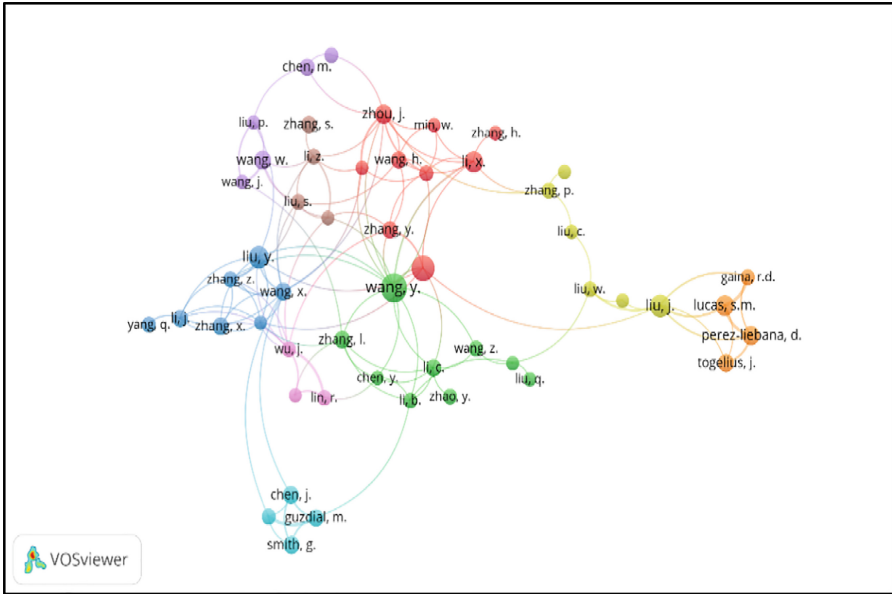 chen, m.
zhou, j.
liu, p.
zhang, s.
min, w.
zhang, h.
wang, w.
li, z.
wang, h.
li, x.
wang, j.
zhang, p.
liu, s.
zhang, y.
liu, c.
liu, y.
zhang, z.
wang, x.
wang, y.
liu, w.
gaina, r.d.
liu, j.
lucas, s.m.
yang, q.
li, j.
zhang, x.
perez-liebana, d.
zhang, l.
wu, j.
wang, z.
togelius, j.
li, c.
chen, y.
liu, q.
lin, r.
li, b.
zhao, y.
chen, j.
guzdial, m.
smith, g.
VOSviewer